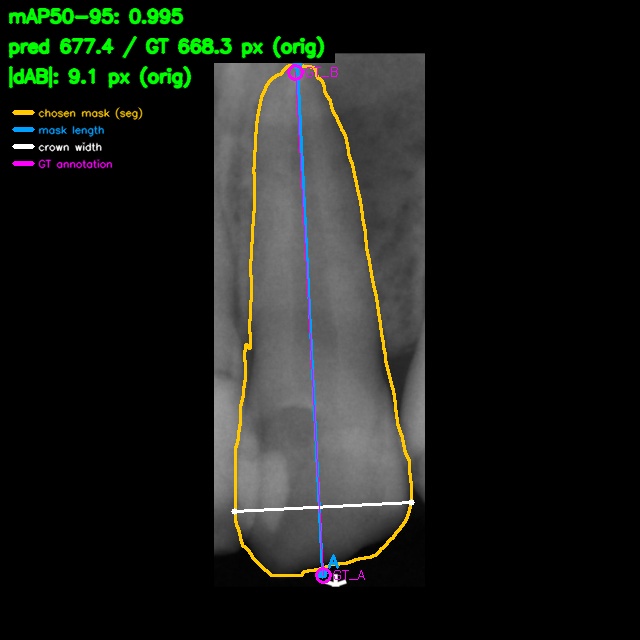 mAP50-95: 0.995
pred 677.4 / GT 668.3 px (orig)
|dAB|: 9.1 px (orig)
chosen mask (seg)
mask length
crown width
GT annotation
A
GT_A